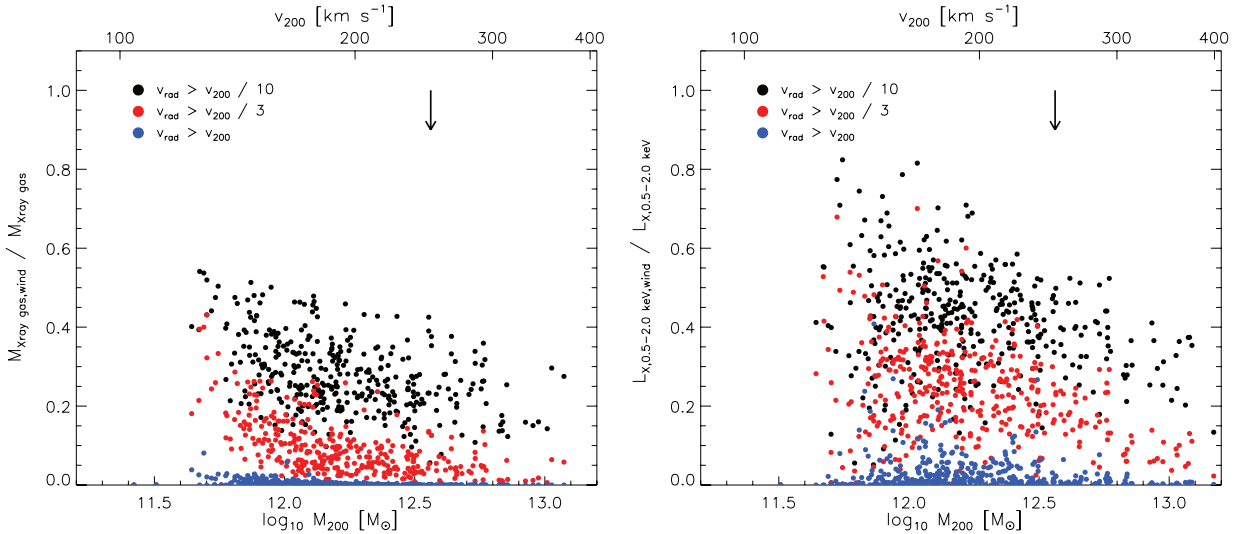 v200 [km s−1]
100 200 300 400
1.0
0.8
0.6
0.4
0.2
0.0
MXray gas,wind / MXray gas
vrad > v200 / 10
vrad > v200 / 3
vrad > v200
11.5 12.0 12.5 13.0
log10 M200 [M⊙]
v200 [km s−1]
100 200 300 400
1.0
0.8
0.6
0.4
0.2
0.0
LX,0.5−2.0 keV,wind / LX,0.5−2.0 keV
vrad > v200 / 10
vrad > v200 / 3
vrad > v200
11.5 12.0 12.5 13.0
log10 M200 [M⊙]